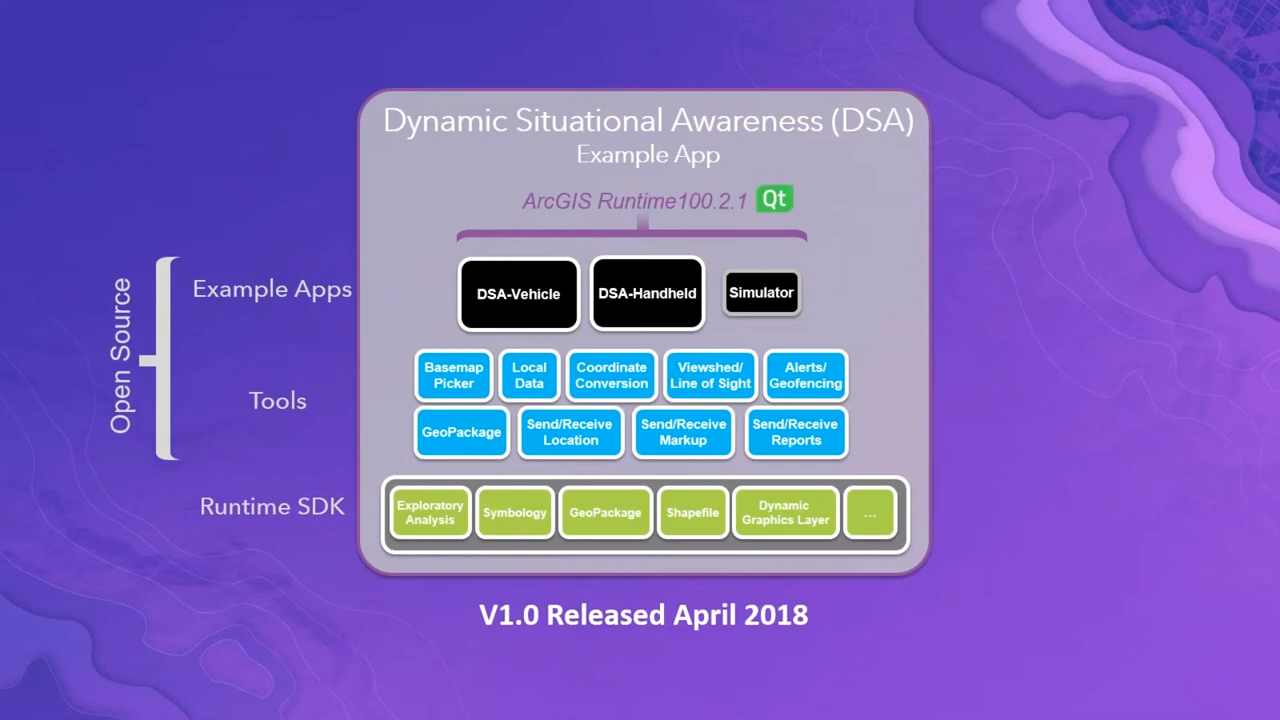 Dynamic Situational Awareness (DSA)
Example App
ArcGIS Runtime100.2.1 Qt
Open Source
Example Apps
DSA-Vehicle
DSA-Handheld
Simulator
Tools
Basemap
Picker
Local
Data
Coordinate
Conversion
Viewshed/
Line of Sight
Alerts/
Geofencing
GeoPackage
Send/Receive
Location
Send/Receive
Markup
Send/Receive
Reports
Runtime SDK
Exploratory
Analysis
Symbology
GeoPackage
Shapefile
Dynamic
Graphics Layer
...
V1.0 Released April 2018